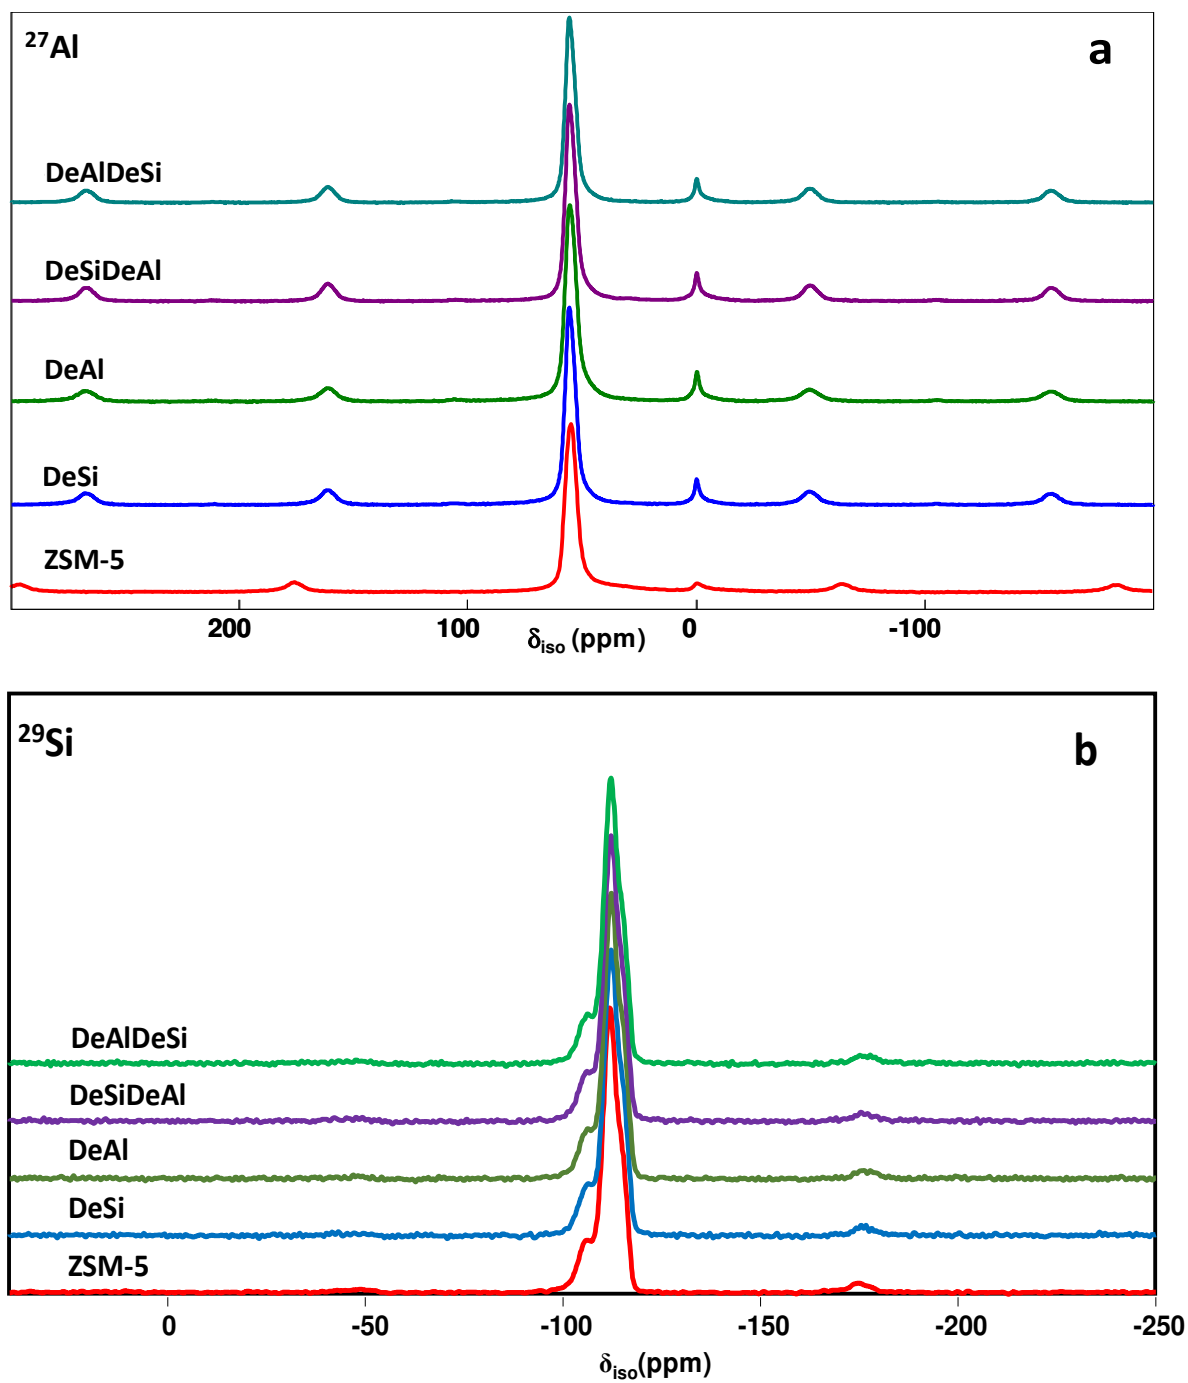 ²⁷Al
a
DeAlDeSi
DeSiDeAl
DeAl
DeSi
ZSM-5
200 100 0 -100
δiso (ppm)
²⁹Si
b
DeAlDeSi
DeSiDeAl
DeAl
DeSi
ZSM-5
0 -50 -100 -150 -200 -250
δiso(ppm)